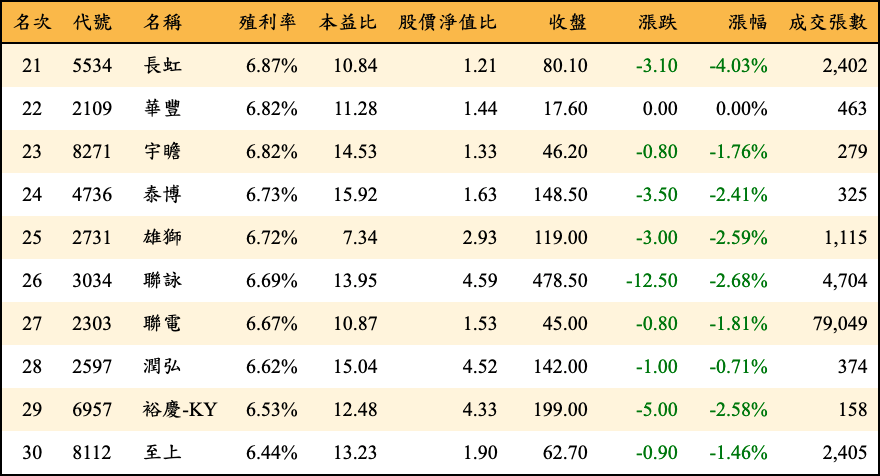 名次 代號 名稱 殖利率 本益比 股價淨值比 收盤 漲跌 漲幅 成交張數
21 5534 長虹 6.87% 10.84 1.21 80.10 -3.10 -4.03% 2,402
22 2109 華豐 6.82% 11.28 1.44 17.60 0.00 0.00% 463
23 8271 宇瞻 6.82% 14.53 1.33 46.20 -0.80 -1.76% 279
24 4736 泰博 6.73% 15.92 1.63 148.50 -3.50 -2.41% 325
25 2731 雄獅 6.72% 7.34 2.93 119.00 -3.00 -2.59% 1,115
26 3034 聯詠 6.69% 13.95 4.59 478.50 -12.50 -2.68% 4,704
27 2303 聯電 6.67% 10.87 1.53 45.00 -0.80 -1.81% 79,049
28 2597 潤弘 6.62% 15.04 4.52 142.00 -1.00 -0.71% 374
29 6957 裕慶-KY 6.53% 12.48 4.33 199.00 -5.00 -2.58% 158
30 8112 至上 6.44% 13.23 1.90 62.70 -0.90 -1.46% 2,405